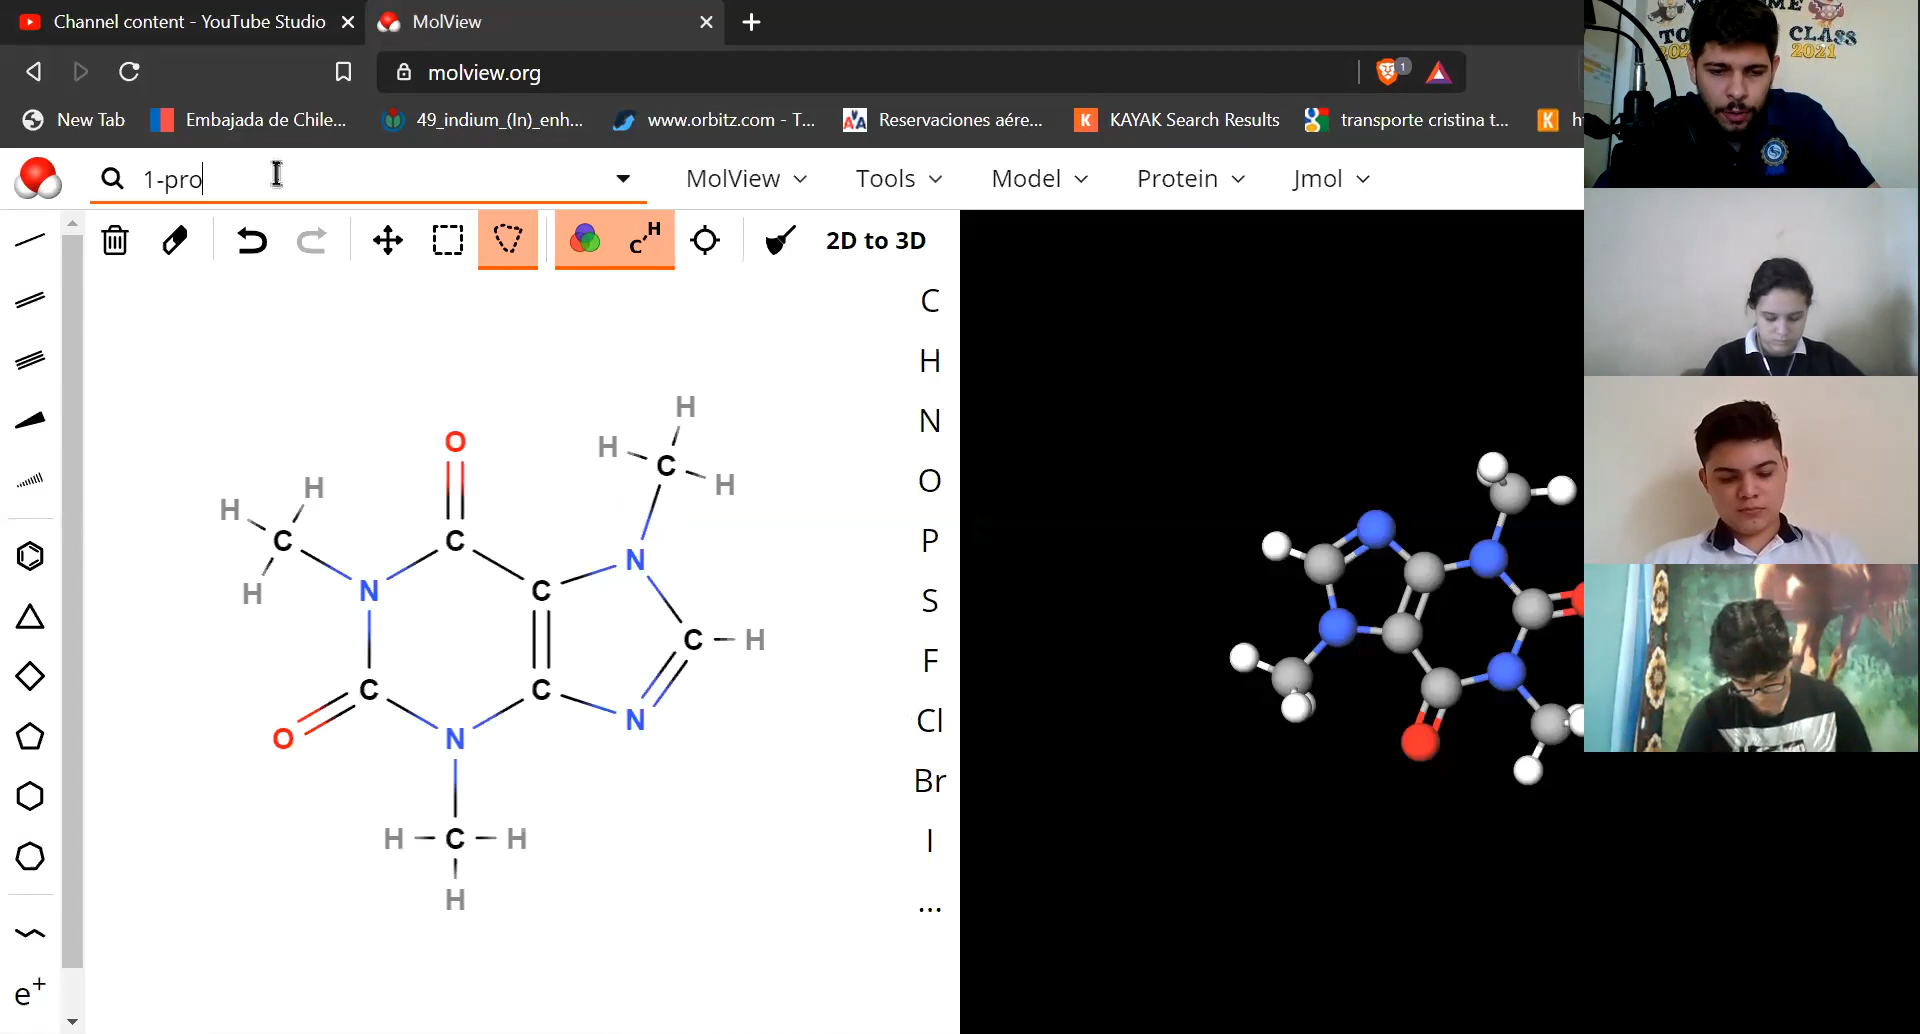 Channel content - YouTube Studio
MolView
molview.org
1
New Tab
Embajada de Chile...
49_indium_(In)_enh...
www.orbitz.com - T...
Reservaciones aére...
KAYAK Search Results
transporte cristina t...
1-pro
MolView
Tools
Model
Protein
Jmol
C H
2D to 3D
C
H
N
O
P
S
F
Cl
Br
I
...
e+
H
O
H
C
H
H
H
C
C
N
H
N
C
C
H
C
C
O
N
N
H
C
H
H
TO
CLASS
2021